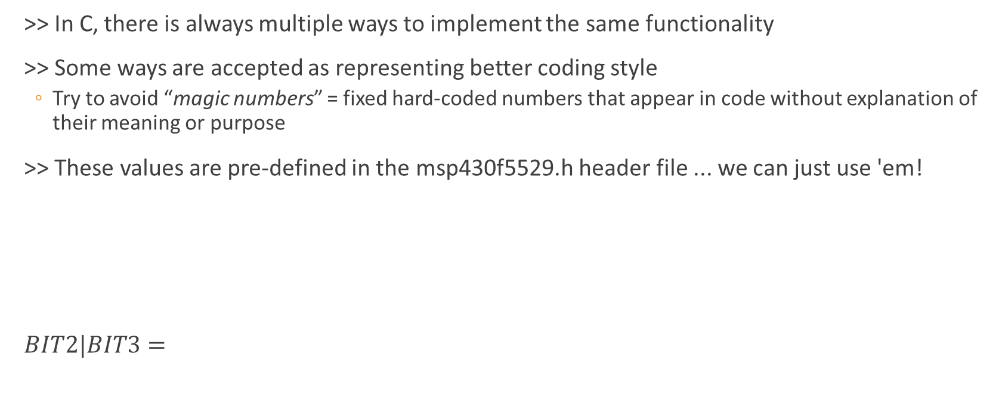 >> In C, there is always multiple ways to implement the same functionality
>> Some ways are accepted as representing better coding style
◦ Try to avoid “magic numbers” = fixed hard-coded numbers that appear in code without explanation of
their meaning or purpose
>> These values are pre-defined in the msp430f5529.h header file ... we can just use 'em!
BIT2|BIT3 =